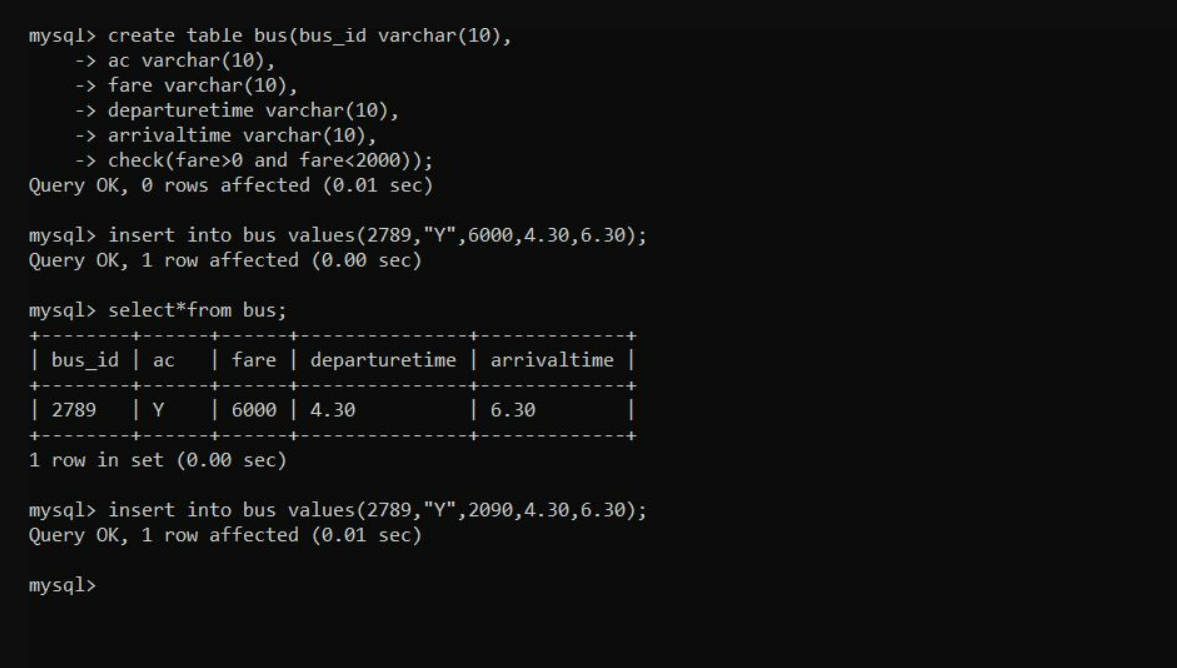 mysql> create table bus(bus_id varchar(10),
    -> ac varchar(10),
    -> fare varchar(10),
    -> departuretime varchar(10),
    -> arrivaltime varchar(10),
    -> check(fare>0 and fare<2000));
Query OK, 0 rows affected (0.01 sec)

mysql> insert into bus values(2789,"Y",6000,4.30,6.30);
Query OK, 1 row affected (0.00 sec)

mysql> select*from bus;
+--------+------+------+---------------+-------------+
| bus_id | ac   | fare | departuretime | arrivaltime |
+--------+------+------+---------------+-------------+
| 2789   | Y    | 6000 | 4.30          | 6.30        |
+--------+------+------+---------------+-------------+
1 row in set (0.00 sec)

mysql> insert into bus values(2789,"Y",2090,4.30,6.30);
Query OK, 1 row affected (0.01 sec)

mysql>